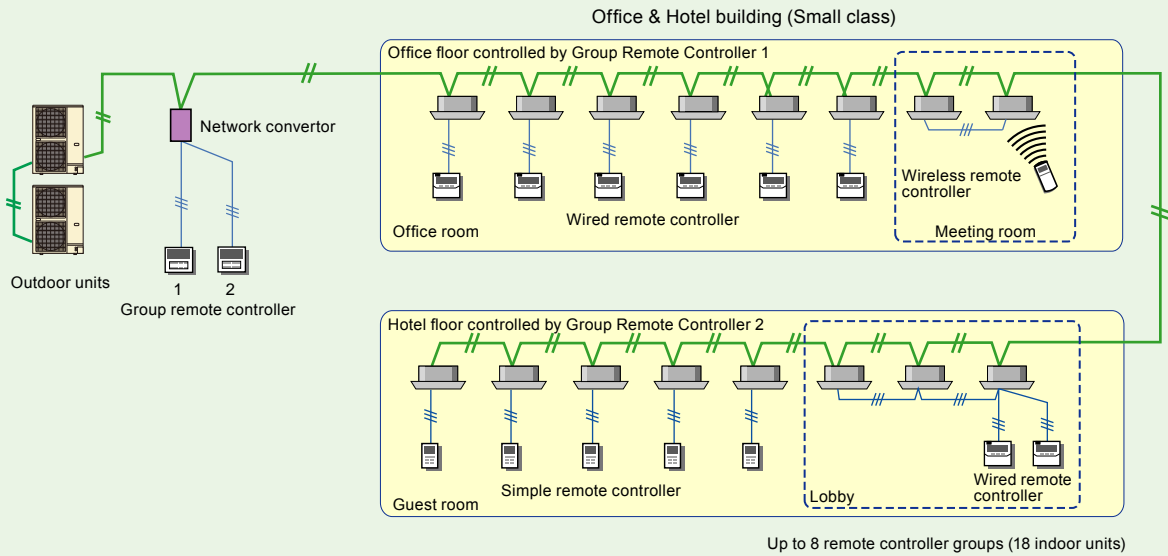 Office & Hotel building (Small class)
Office floor controlled by Group Remote Controller 1
Network convertor
Wireless remote
controller
Wired remote controller
Office room
Meeting room
Outdoor units
1
2
Group remote controller
Hotel floor controlled by Group Remote Controller 2
Simple remote controller
Guest room
Lobby
Wired remote
controller
Up to 8 remote controller groups (18 indoor units)